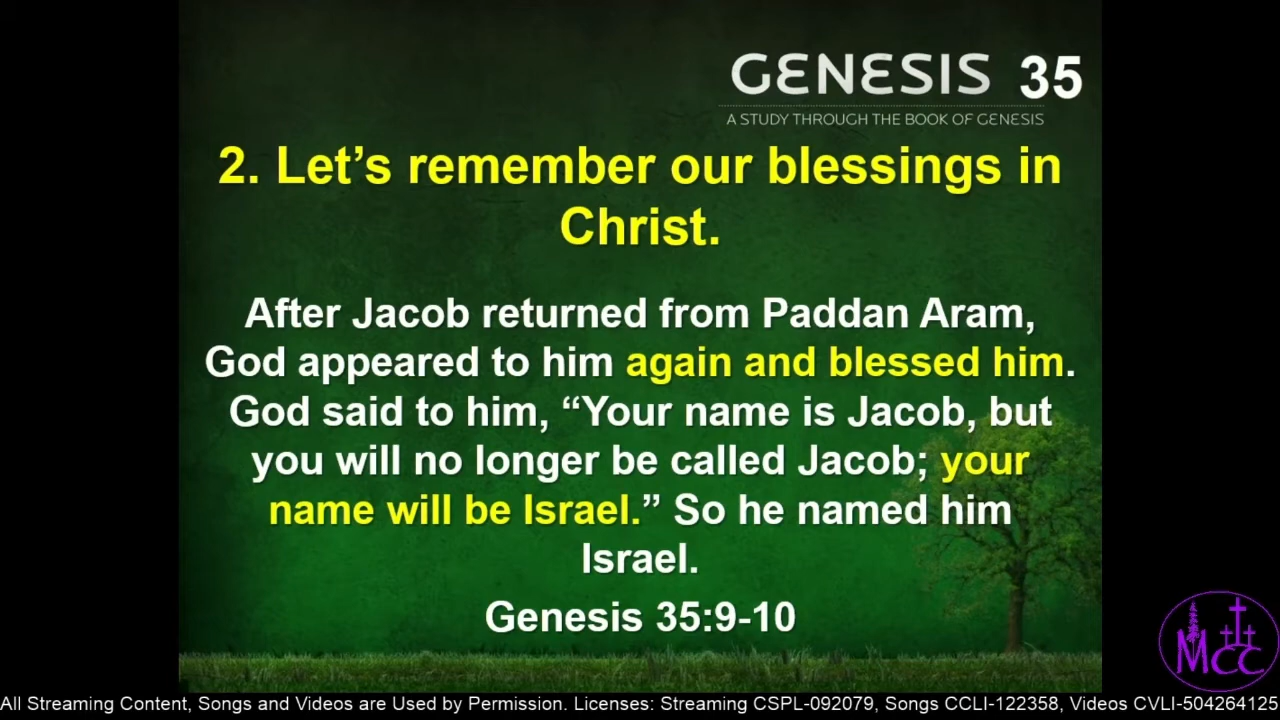 GENESIS 35
A STUDY THROUGH THE BOOK OF GENESIS
2. Let’s remember our blessings in
Christ.
After Jacob returned from Paddan Aram,
God appeared to him again and blessed him.
God said to him, “Your name is Jacob, but
you will no longer be called Jacob; your
name will be Israel.” So he named him
Israel.
Genesis 35:9-10
MCC
All Streaming Content, Songs and Videos are Used by Permission. Licenses: Streaming CSPL-092079, Songs CCLI-122358, Videos CVLI-504264125